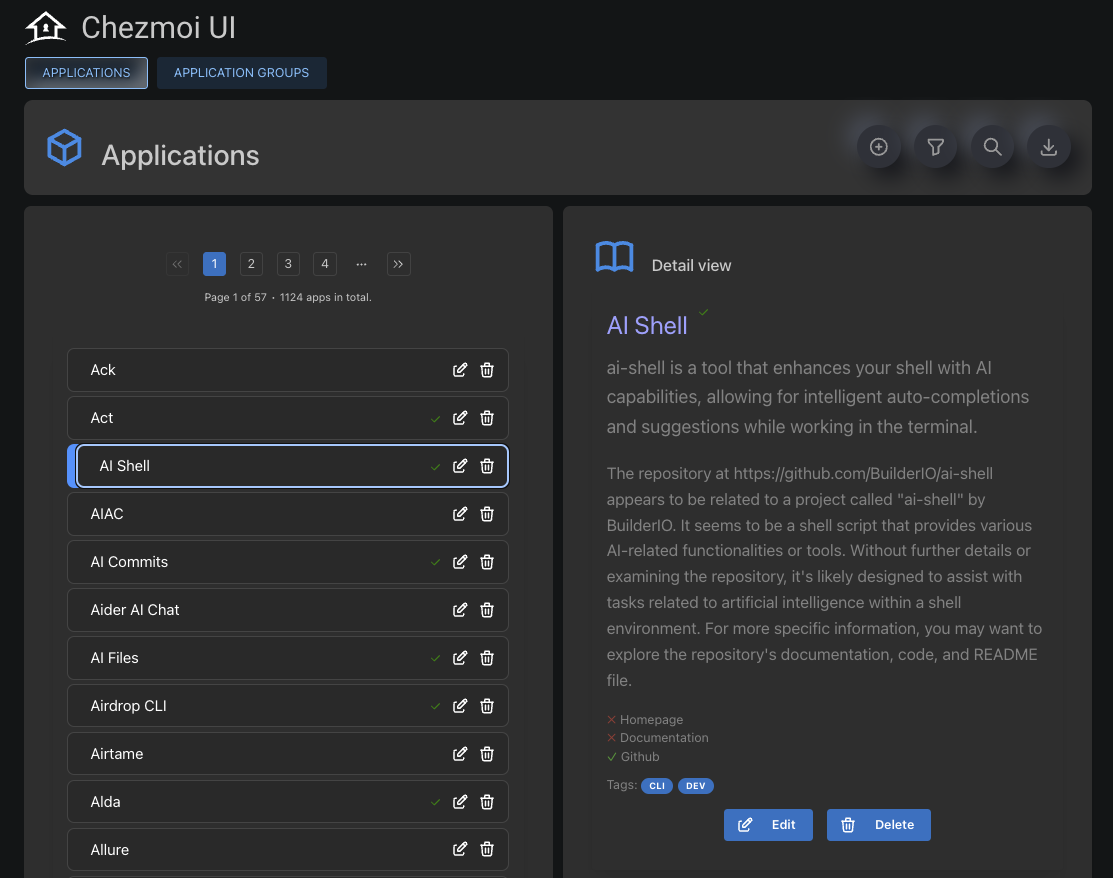 Chezmoi UI
APPLICATIONS
APPLICATION GROUPS
Applications
1 2 3 4 ...
Page 1 of 57 · 1124 apps in total.
Ack
Act
AI Shell
AIAC
AI Commits
Aider AI Chat
AI Files
Airdrop CLI
Airtame
Alda
Allure
Detail view
AI Shell
ai-shell is a tool that enhances your shell with AI
capabilities, allowing for intelligent auto-completions
and suggestions while working in the terminal.
The repository at https://github.com/BuilderIO/ai-shell
appears to be related to a project called "ai-shell" by
BuilderIO. It seems to be a shell script that provides various
AI-related functionalities or tools. Without further details or
examining the repository, it's likely designed to assist with
tasks related to artificial intelligence within a shell
environment. For more specific information, you may want to
explore the repository's documentation, code, and README
file.
Homepage
Documentation
Github
Tags: CLI DEV
Edit
Delete